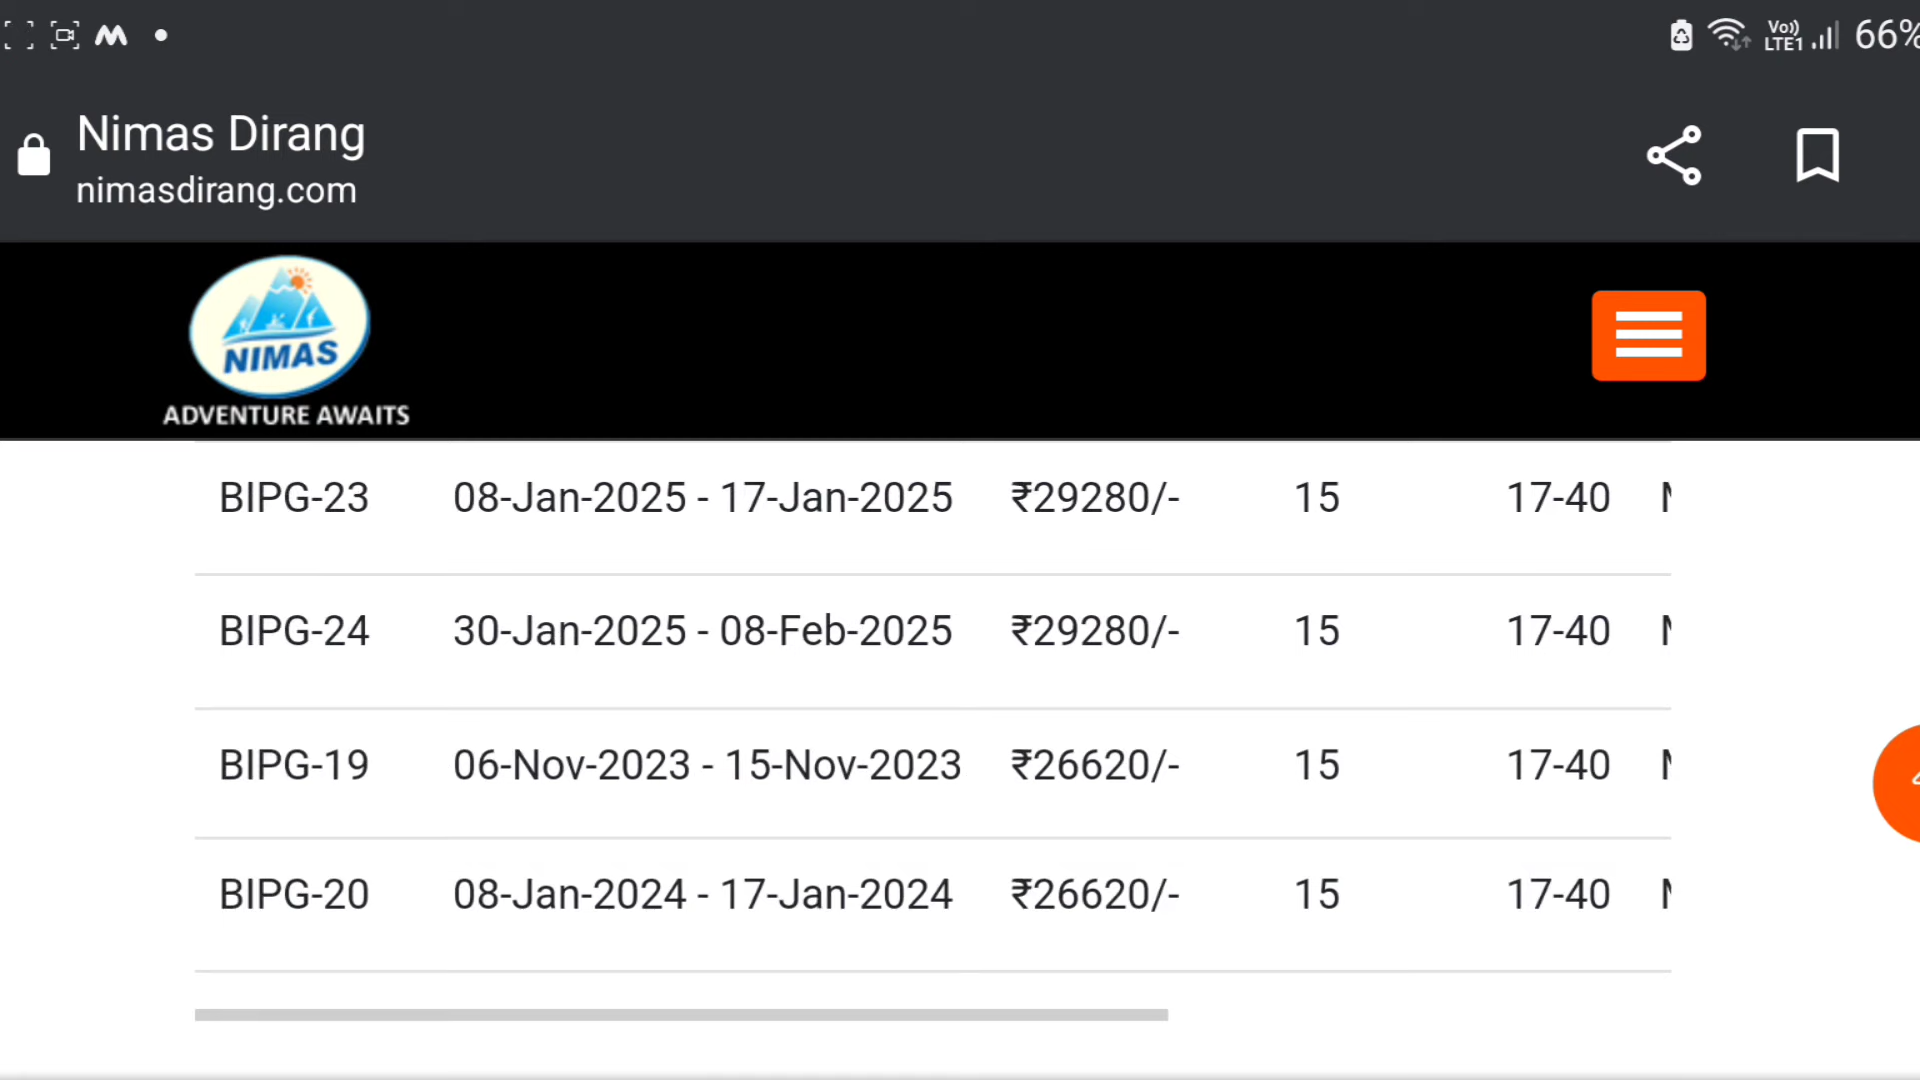 Vo))
LTE1
66%
Nimas Dirang
nimasdirang.com
NIMAS
ADVENTURE AWAITS
BIPG-23 08-Jan-2025 - 17-Jan-2025 ₹29280/- 15 17-40
BIPG-24 30-Jan-2025 - 08-Feb-2025 ₹29280/- 15 17-40
BIPG-19 06-Nov-2023 - 15-Nov-2023 ₹26620/- 15 17-40
BIPG-20 08-Jan-2024 - 17-Jan-2024 ₹26620/- 15 17-40